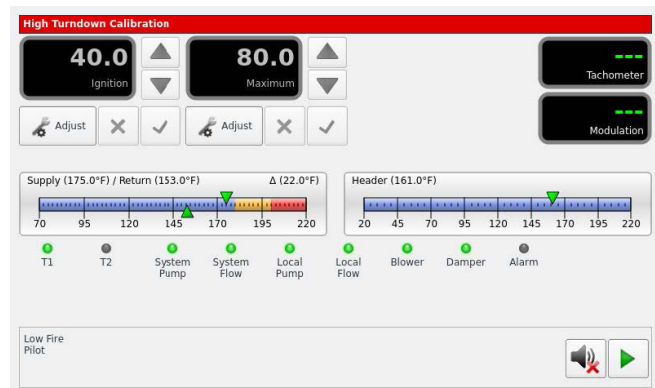 High Turndown Calibration
40.0
Ignition
80.0
Maximum
---
Tachometer
Adjust
Adjust
---
Modulation
Supply (175.0°F) / Return (153.0°F) Δ (22.0°F)
70 95 120 145 170 195 220
Header (161.0°F)
20 45 70 95 120 145 170 195 220
T1
T2
System
Pump
System
Flow
Local
Pump
Local
Flow
Blower
Damper
Alarm
Low Fire
Pilot